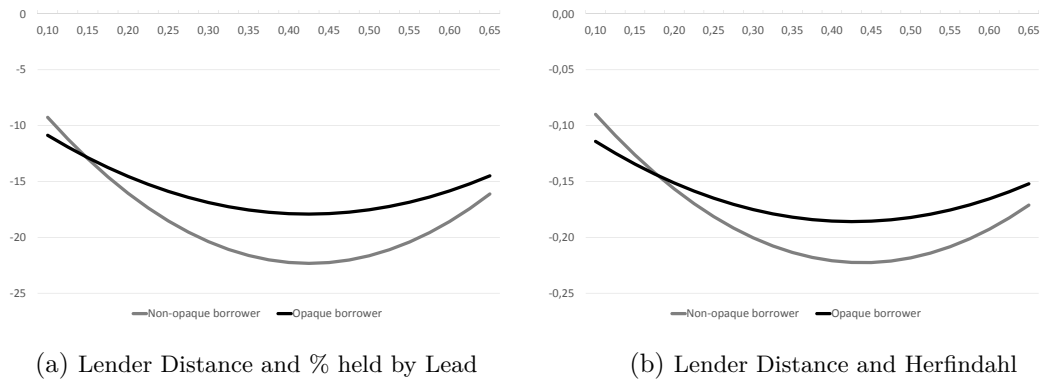 0
0,10 0,15 0,20 0,25 0,30 0,35 0,40 0,45 0,50 0,55 0,60 0,65
-5
-10
-15
-20
-25
Non-opaque borrower Opaque borrower
(a) Lender Distance and % held by Lead
0,00
0,10 0,15 0,20 0,25 0,30 0,35 0,40 0,45 0,50 0,55 0,60 0,65
-0,05
-0,10
-0,15
-0,20
-0,25
Non-opaque borrower Opaque borrower
(b) Lender Distance and Herfindahl